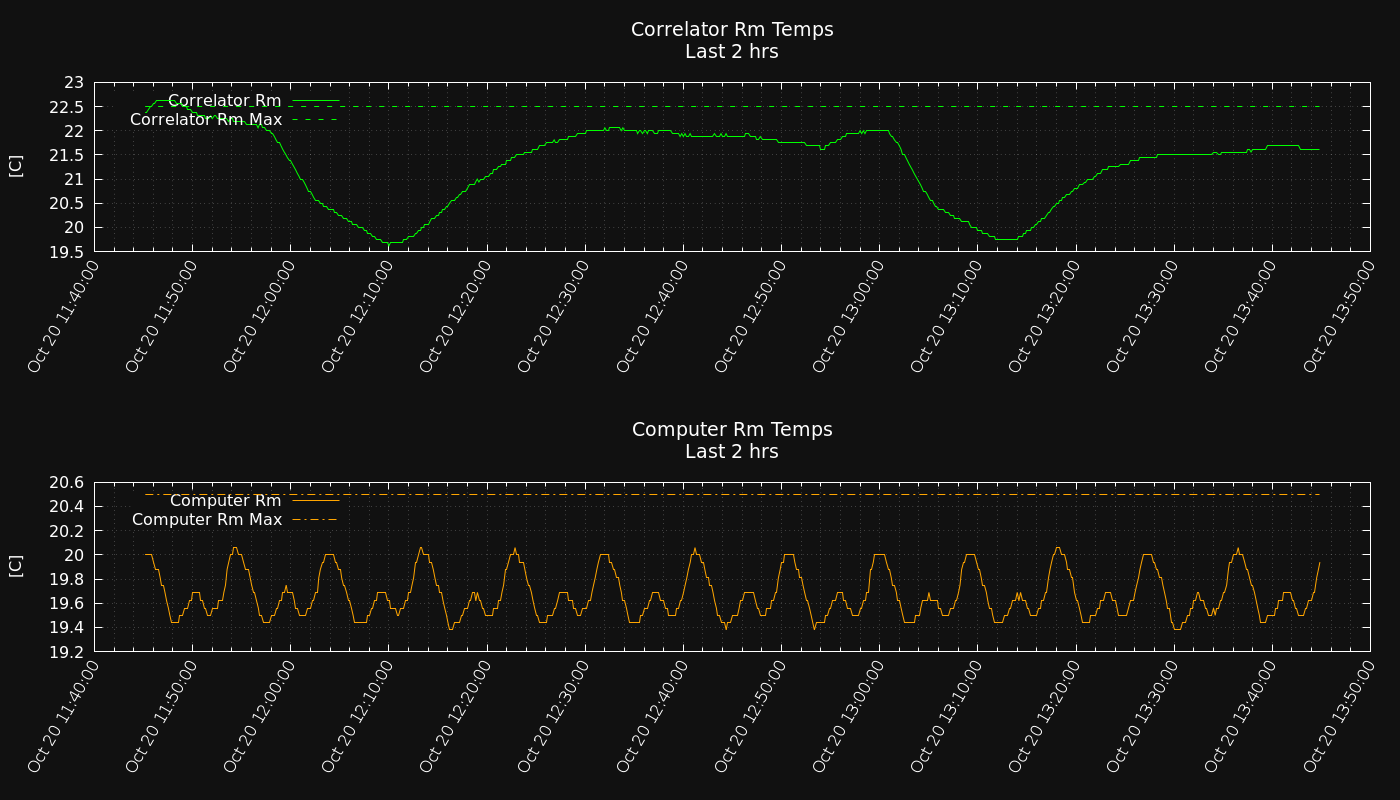 Correlator Rm Temps
Last 2 hrs
[C]
23
22.5
22
21.5
21
20.5
20
19.5
Correlator Rm
Correlator Rm Max
Oct 20 11:40:00
Oct 20 11:50:00
Oct 20 12:00:00
Oct 20 12:10:00
Oct 20 12:20:00
Oct 20 12:30:00
Oct 20 12:40:00
Oct 20 12:50:00
Oct 20 13:00:00
Oct 20 13:10:00
Oct 20 13:20:00
Oct 20 13:30:00
Oct 20 13:40:00
Oct 20 13:50:00
Computer Rm Temps
Last 2 hrs
[C]
20.6
20.4
20.2
20
19.8
19.6
19.4
19.2
Computer Rm
Computer Rm Max
Oct 20 11:40:00
Oct 20 11:50:00
Oct 20 12:00:00
Oct 20 12:10:00
Oct 20 12:20:00
Oct 20 12:30:00
Oct 20 12:40:00
Oct 20 12:50:00
Oct 20 13:00:00
Oct 20 13:10:00
Oct 20 13:20:00
Oct 20 13:30:00
Oct 20 13:40:00
Oct 20 13:50:00